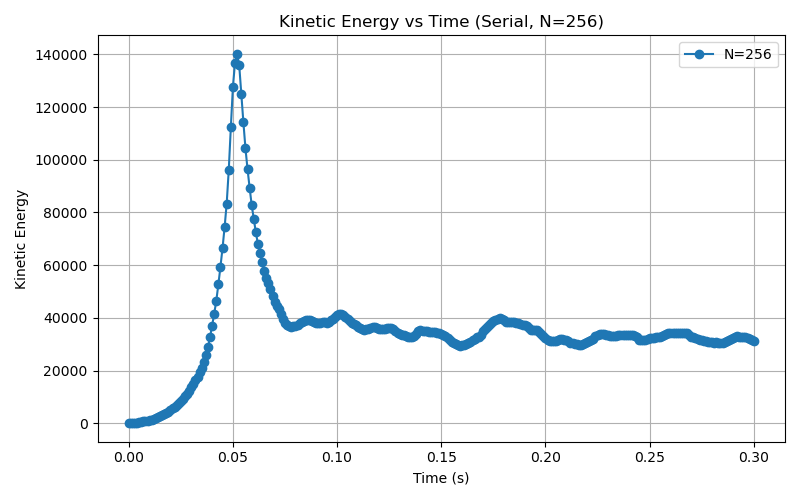 Kinetic Energy vs Time (Serial, N=256)
N=256
140000
120000
100000
80000
60000
40000
20000
0
Kinetic Energy
0.00 0.05 0.10 0.15 0.20 0.25 0.30
Time (s)